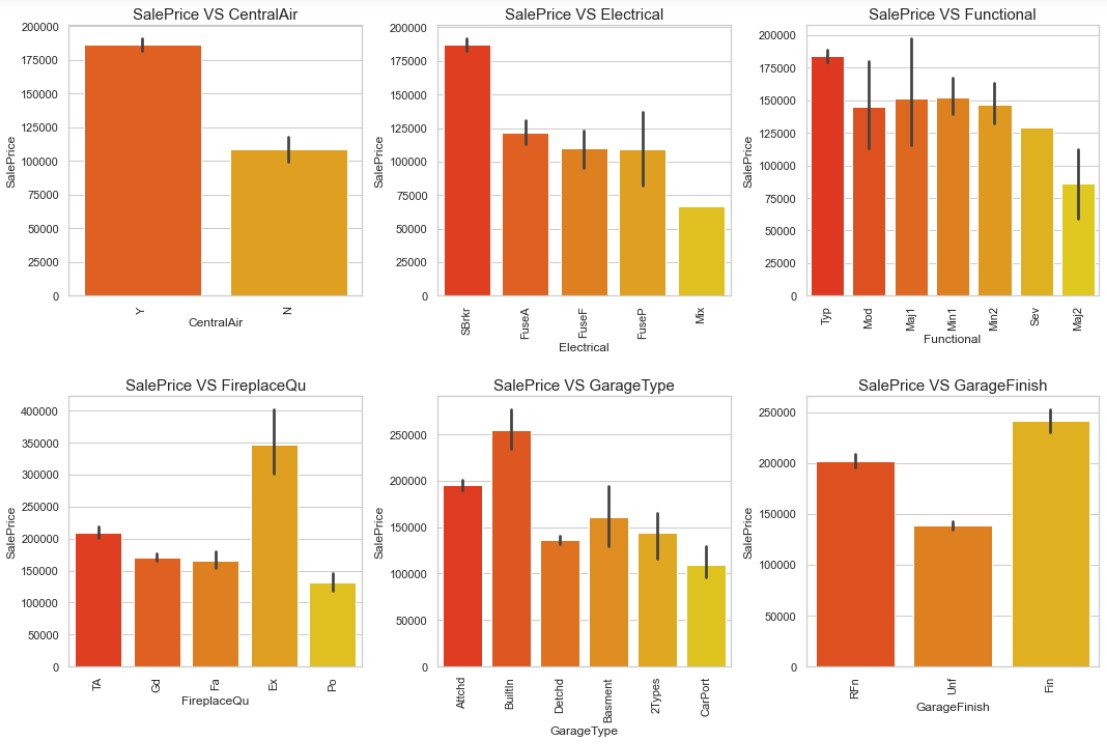 SalePrice VS CentralAir
200000
175000
150000
125000
100000
75000
50000
25000
0
SalePrice
Y
N
CentralAir
SalePrice VS Electrical
200000
175000
150000
125000
100000
75000
50000
25000
0
SalePrice
SBrkr
FuseA
FuseF
FuseP
Mix
Electrical
SalePrice VS Functional
200000
175000
150000
125000
100000
75000
50000
25000
0
SalePrice
Typ
Mod
Maj1
Min1
Min2
Sev
Maj2
Functional
SalePrice VS FireplaceQu
400000
350000
300000
250000
200000
150000
100000
50000
0
SalePrice
TA
Gd
Fa
Ex
Po
FireplaceQu
SalePrice VS GarageType
250000
200000
150000
100000
50000
0
SalePrice
Attchd
BuiltIn
Detchd
Basment
2Types
CarPort
GarageType
SalePrice VS GarageFinish
250000
200000
150000
100000
50000
0
SalePrice
RFn
Unf
Fin
GarageFinish